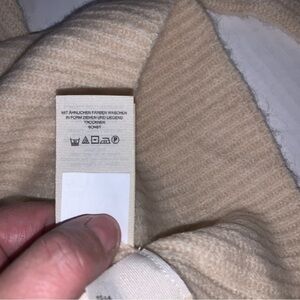 MIT ÄHNLICHEN FARBEN WASCHEN
IN FORM ZIEHEN UND LIEGEND
TROCKNEN